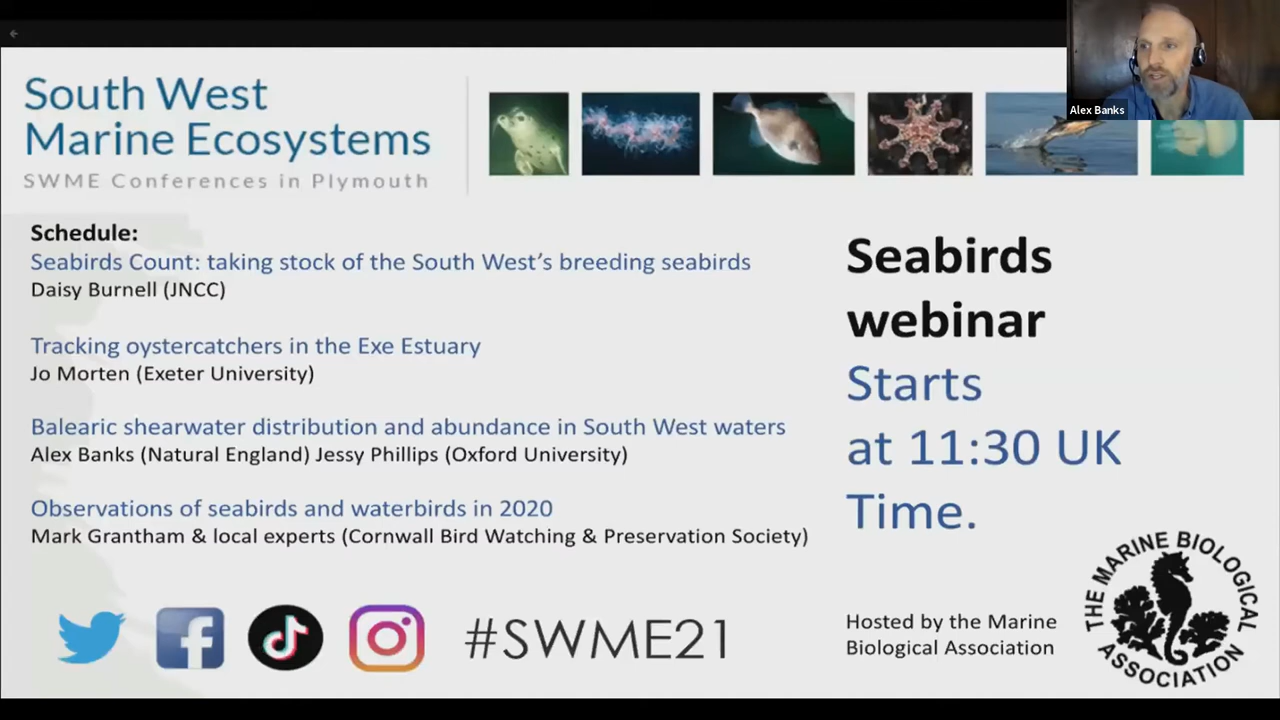 Alex Banks
South West
Marine Ecosystems
SWME Conferences in Plymouth
Schedule:
Seabirds Count: taking stock of the South West's breeding seabirds
Daisy Burnell (JNCC)
Tracking oystercatchers in the Exe Estuary
Jo Morten (Exeter University)
Balearic shearwater distribution and abundance in South West waters
Alex Banks (Natural England) Jessy Phillips (Oxford University)
Observations of seabirds and waterbirds in 2020
Mark Grantham & local experts (Cornwall Bird Watching & Preservation Society)
Seabirds
webinar
Starts
at 11:30 UK
Time.
#SWME21
Hosted by the Marine
Biological Association
THE MARINE BIOLOGICAL
ASSOCIATION